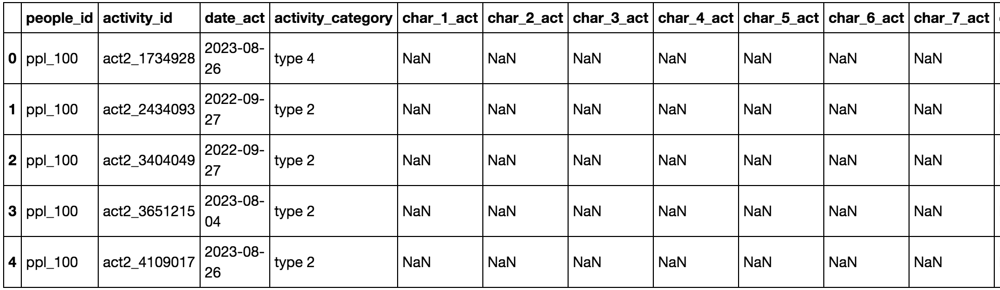 people_id activity_id date_act activity_category char_1_act char_2_act char_3_act char_4_act char_5_act char_6_act char_7_act
0 ppl_100 act2_1734928 2023-08-26 type 4 NaN NaN NaN NaN NaN NaN NaN
1 ppl_100 act2_2434093 2022-09-27 type 2 NaN NaN NaN NaN NaN NaN NaN
2 ppl_100 act2_3404049 2022-09-27 type 2 NaN NaN NaN NaN NaN NaN NaN
3 ppl_100 act2_3651215 2023-08-04 type 2 NaN NaN NaN NaN NaN NaN NaN
4 ppl_100 act2_4109017 2023-08-26 type 2 NaN NaN NaN NaN NaN NaN NaN